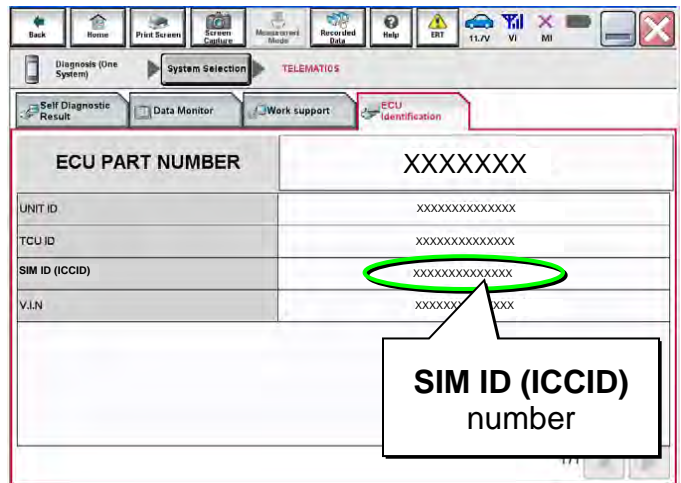 Back
Home
Print Screen
Screen
Capture
Measurement
Mode
Recorded
Data
Help
ERT
11.7V
VI
MI
Diagnosis (One
System)
System Selection
TELEMATICS
Self Diagnostic
Result
Data Monitor
Work support
ECU
Identification
ECU PART NUMBER
XXXXXXX
UNIT ID
XXXXXXXXXXXXXX
TCU ID
XXXXXXXXXXXXXX
SIM ID (ICCID)
XXXXXXXXXXXXXX
V.I.N
XXXXX
XXX
SIM ID (ICCID)
number